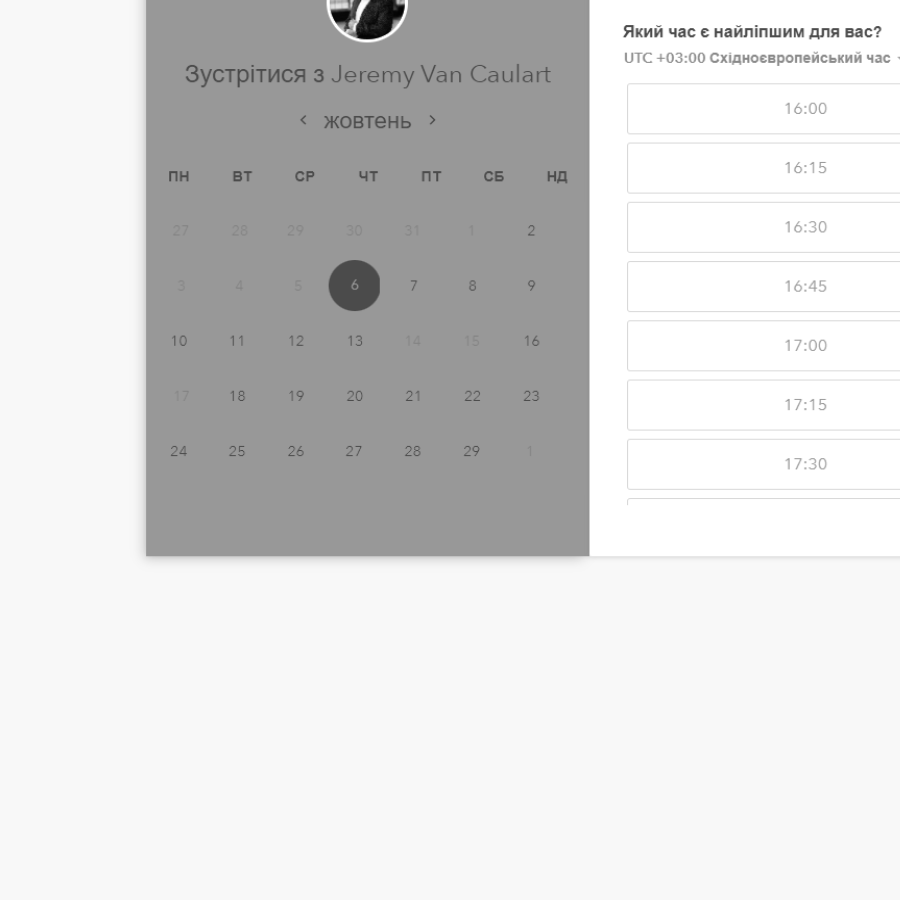 Зустрітися з Jeremy Van Caulart
жовтень
ПН ВТ СР ЧТ ПТ СБ НД
27 28 29 30 31 1 2
3 4 5 6 7 8 9
10 11 12 13 14 15 16
17 18 19 20 21 22 23
24 25 26 27 28 29 1
Який час є найліпшим для вас?
UTC +03:00 Східноєвропейський час
16:00
16:15
16:30
16:45
17:00
17:15
17:30